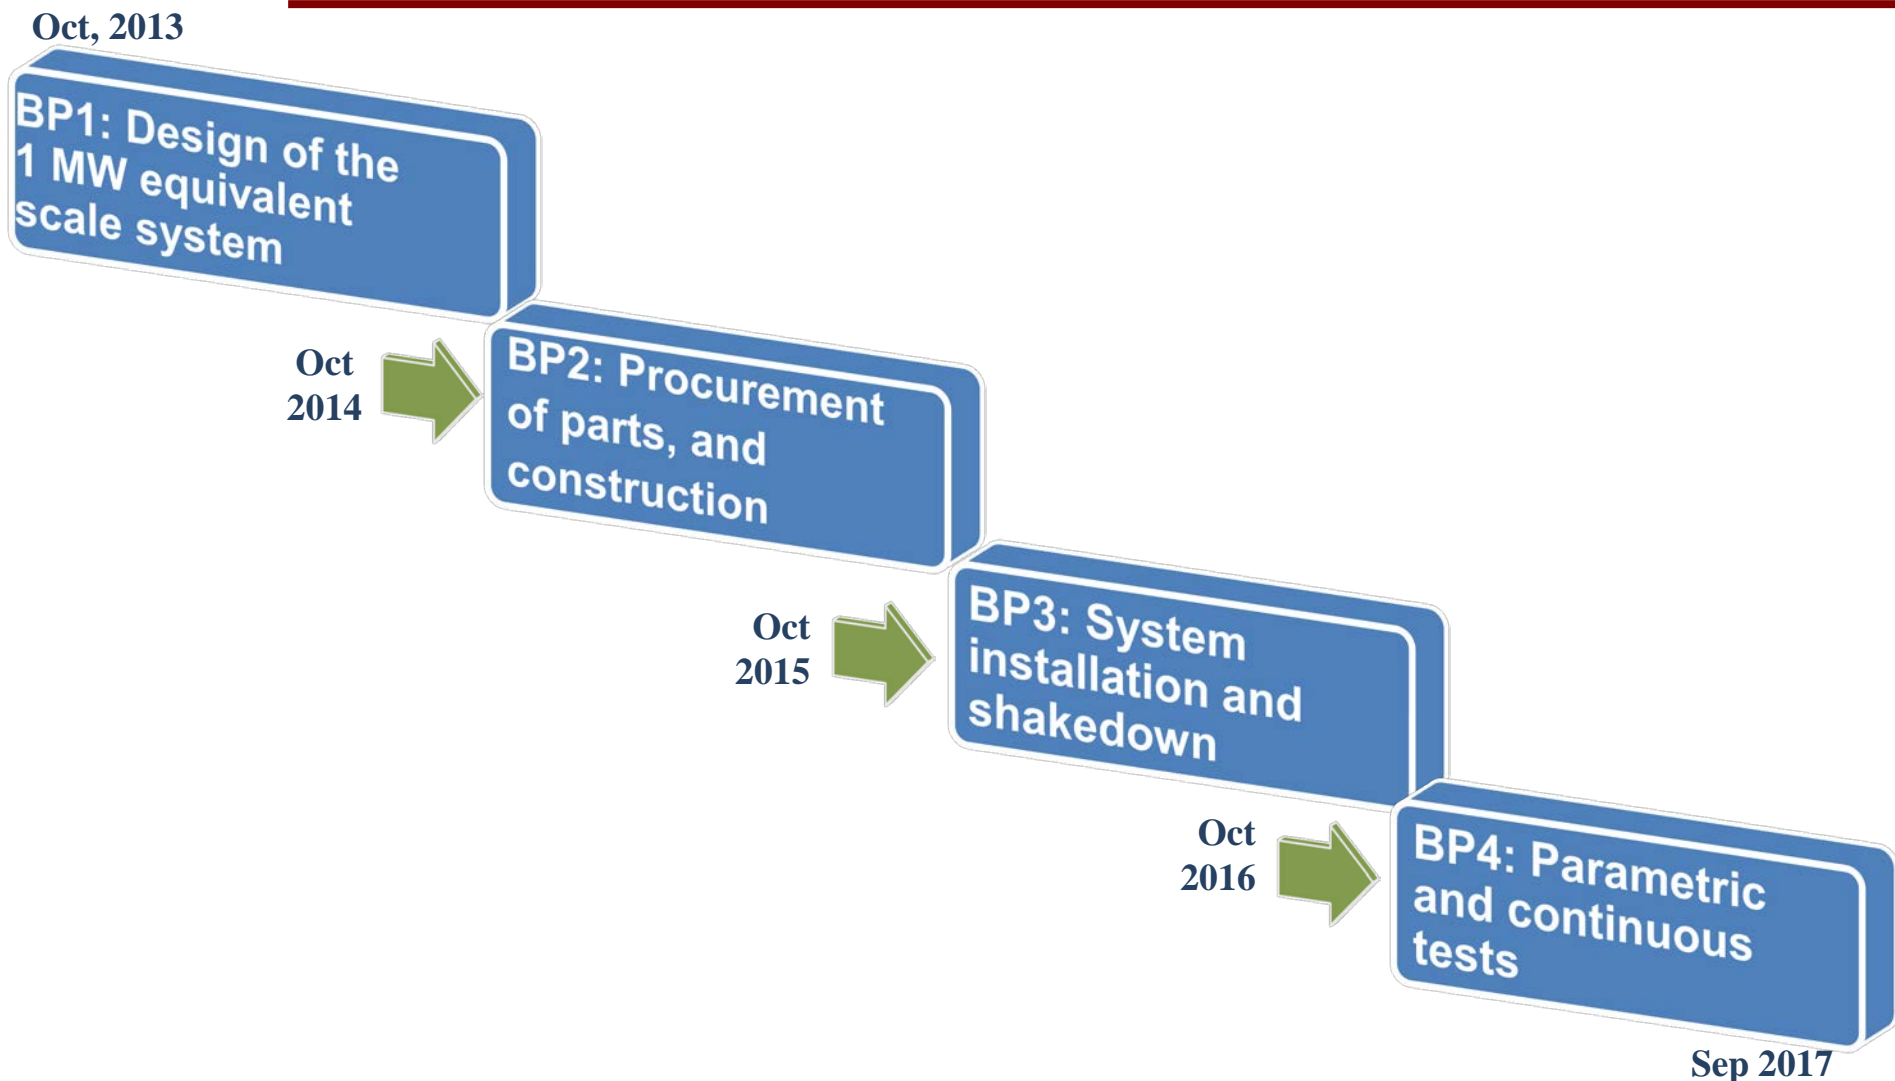 Oct, 2013
BP1: Design of the
1 MW equivalent
scale system
Oct
2014
BP2: Procurement
of parts, and
construction
Oct
2015
BP3: System
installation and
shakedown
Oct
2016
BP4: Parametric
and continuous
tests
Sep 2017